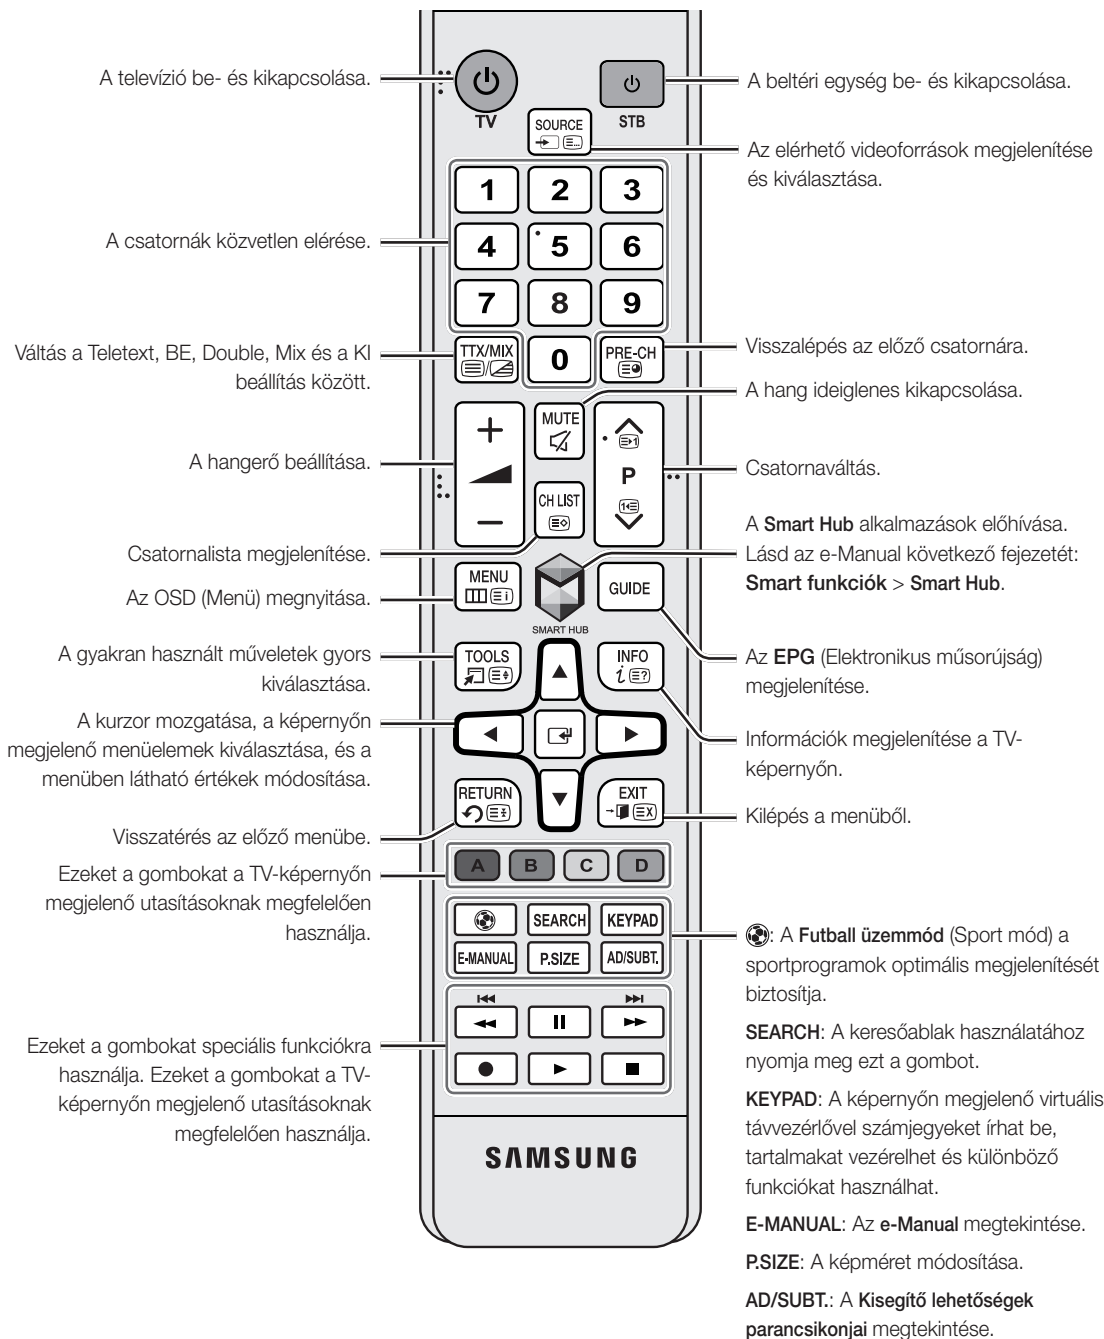 A televízió be- és kikapcsolása.
TV
STB
A beltéri egység be- és kikapcsolása.
SOURCE
Az elérhető videoforrások megjelenítése
és kiválasztása.
1 2 3
A csatornák közvetlen elérése.
4 5 6
7 8 9
Váltás a Teletext, BE, Double, Mix és a KI
beállítás között.
TTX/MIX
0
PRE-CH
Visszalépés az előző csatornára.
A hang ideiglenes kikapcsolása.
MUTE
A hangerő beállítása.
P
Csatornaváltás.
CH LIST
Csatornalista megjelenítése.
A Smart Hub alkalmazások előhívása.
Lásd az e-Manual következő fejezetét:
Smart funkciók > Smart Hub.
Az OSD (Menü) megnyitása.
MENU
SMART HUB
GUIDE
A gyakran használt műveletek gyors
kiválasztása.
TOOLS
INFO
Az EPG (Elektronikus műsorújság)
megjelenítése.
A kurzor mozgatása, a képernyőn
megjelenő menüelemek kiválasztása, és a
menüben látható értékek módosítása.
Információk megjelenítése a TV-
képernyőn.
RETURN
EXIT
Kilépés a menüből.
Visszatérés az előző menübe.
A B C D
Ezeket a gombokat a TV-képernyőn
megjelenő utasításoknak megfelelően
használja.
SEARCH KEYPAD
E-MANUAL P.SIZE AD/SUBT.
: A Futball üzemmód (Sport mód) a
sportprogramok optimális megjelenítését
biztosítja.
Ezeket a gombokat speciális funkciókra
használja. Ezeket a gombokat a TV-
képernyőn megjelenő utasításoknak
megfelelően használja.
SEARCH: A keresőablak használatához
nyomja meg ezt a gombot.
KEYPAD: A képernyőn megjelenő virtuális
távvezérlővel számjegyeket írhat be,
tartalmakat vezérelhet és különböző
funkciókat használhat.
SAMSUNG
E-MANUAL: Az e-Manual megtekintése.
P.SIZE: A képméret módosítása.
AD/SUBT.: A Kisegítő lehetőségek
parancsikonjai megtekintése.